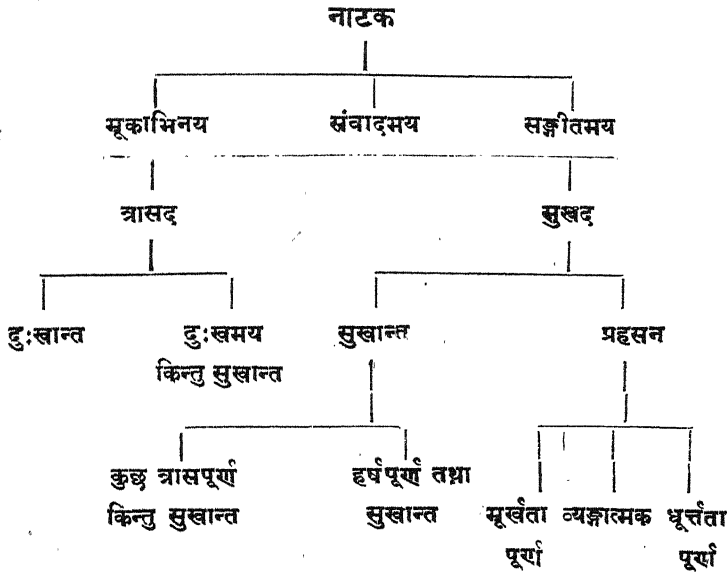 नाटक
मूकाभिनय संवादमय सङ्गीतमय
त्रासद सुखद
दुःखान्त दुःखमय सुखान्त प्रहसन
किन्तु सुखान्त
कुछ त्रासपूर्ण हर्षपूर्ण तथा
किन्तु सुखान्त सुखान्त मूर्खता व्यङ्गात्मक धूर्त्तता
पूर्ण पूर्ण